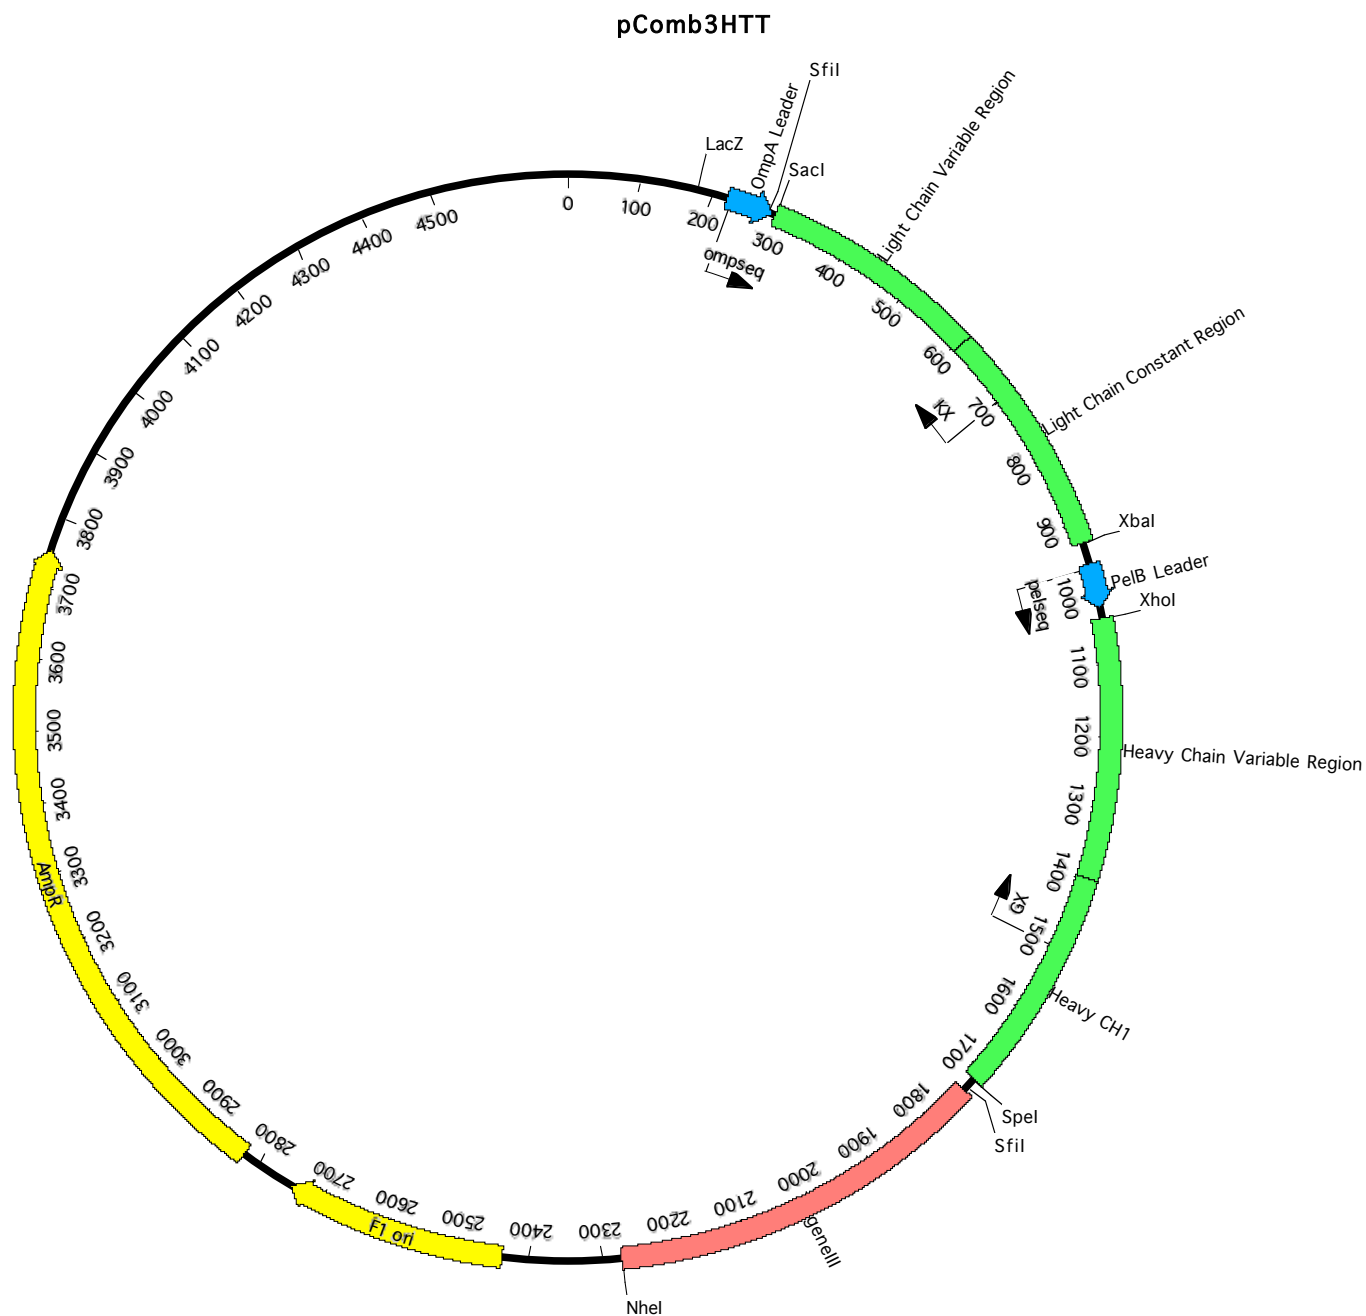 pComb3HTT
SfiI
OmpA Leader
LacZ
SacI
Light Chain Variable Region
ompseq
Light Chain Constant Region
KX
XbaI
PelB Leader
XhoI
pelseq
Heavy Chain Variable Region
GX
Heavy CH1
SpeI
SfiI
geneIII
NheI
F1 ori
AmpR
0
100
200
300
400
500
600
700
800
900
1000
1100
1200
1300
1400
1500
1600
1700
1800
1900
2000
2100
2200
2300
2400
2500
2600
2700
2800
2900
3000
3100
3200
3300
3400
3500
3600
3700
3800
3900
4000
4100
4200
4300
4400
4500